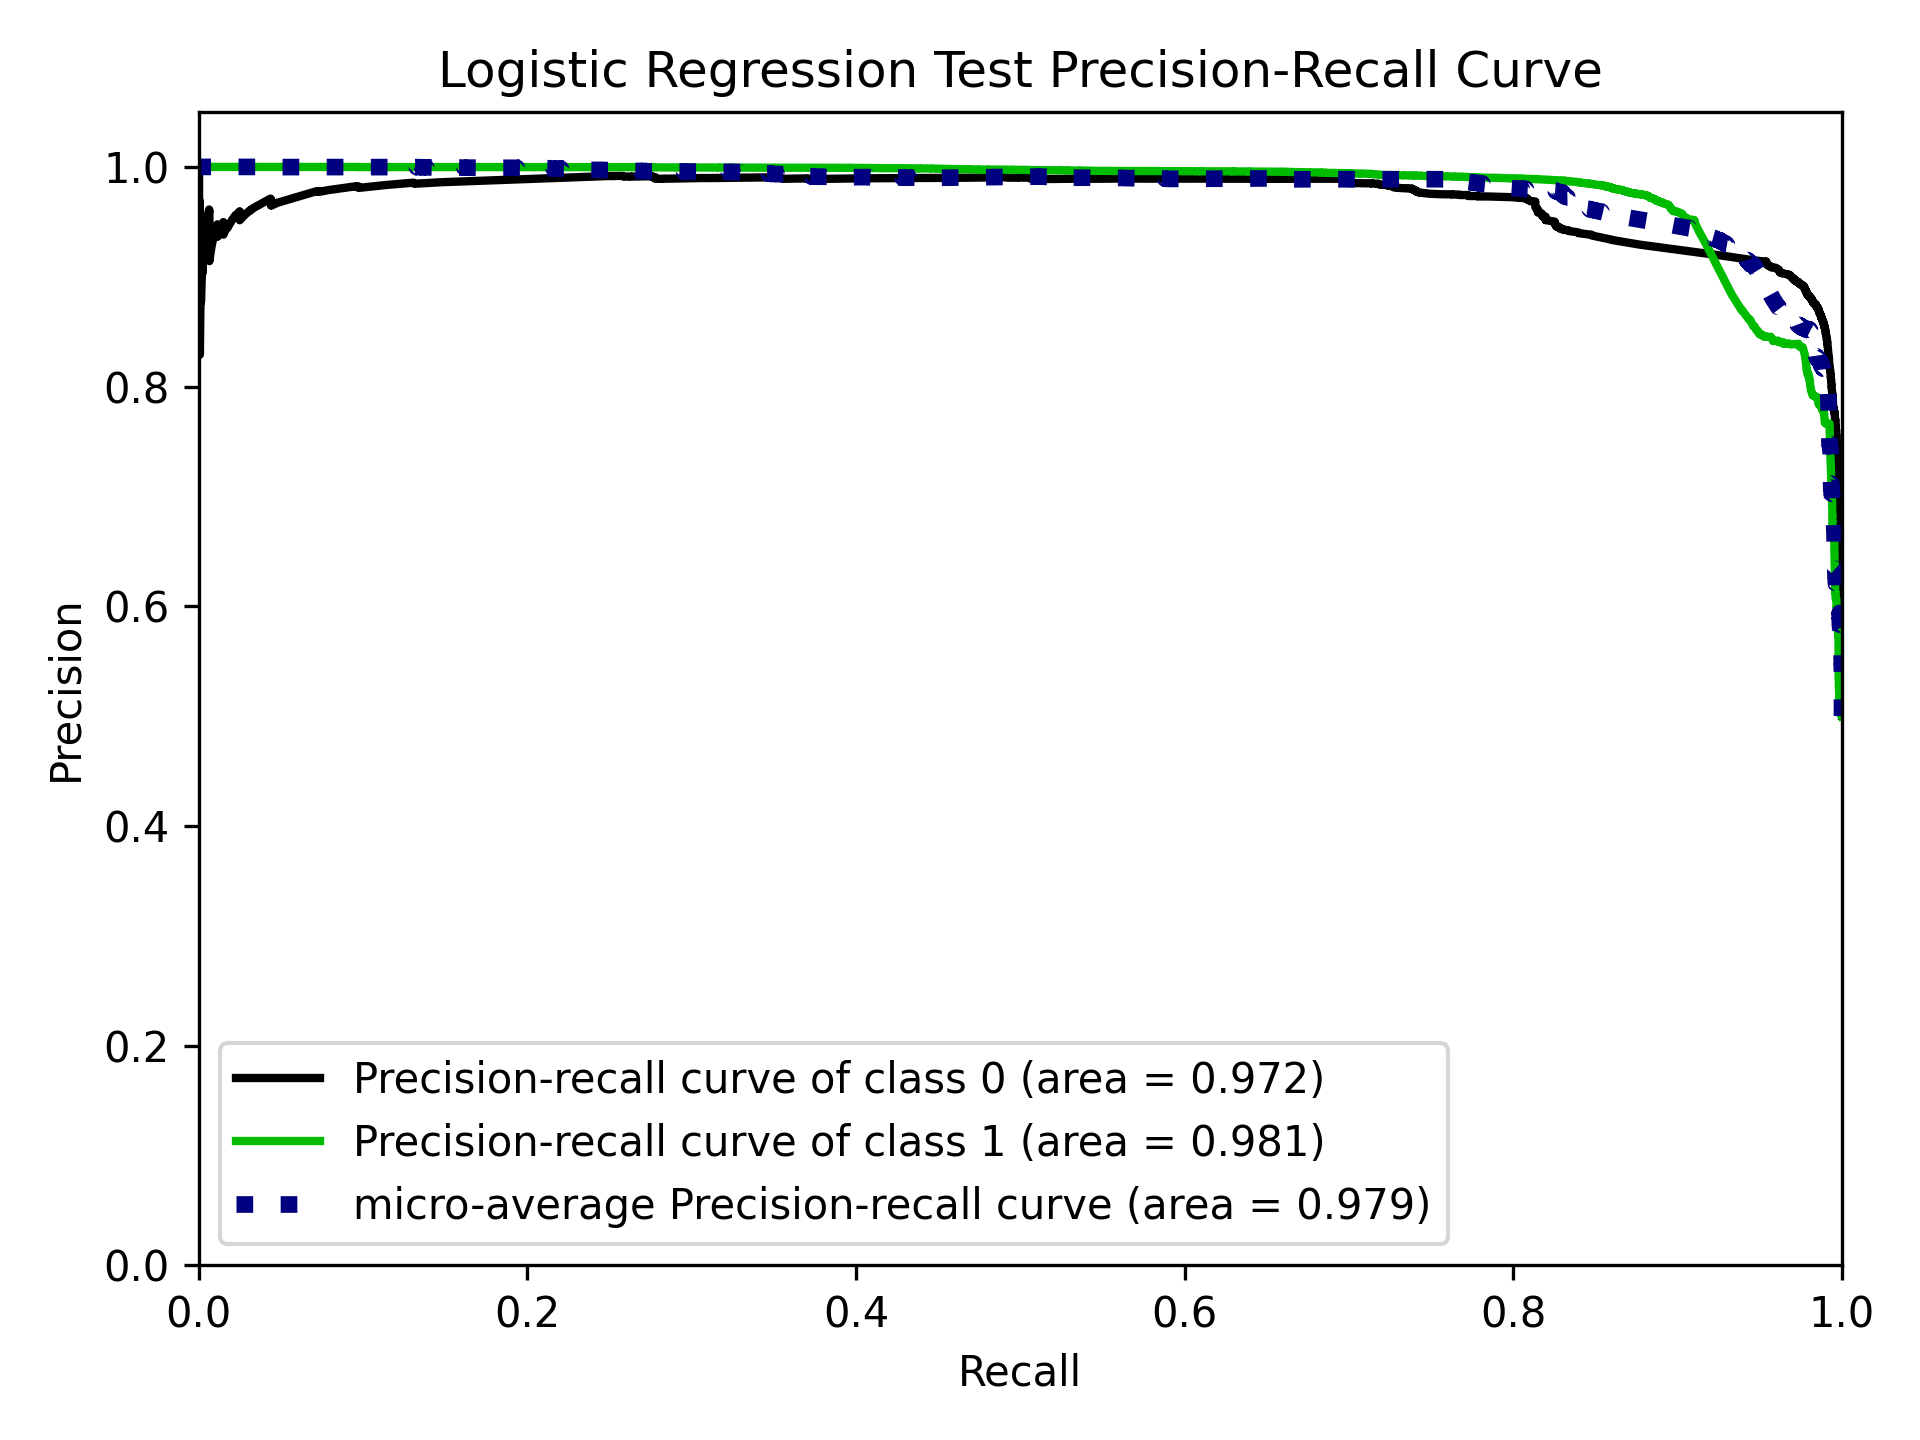 Logistic Regression Test Precision-Recall Curve
1.0
0.8
0.6
0.4
0.2
0.0
Precision
Precision-recall curve of class 0 (area = 0.972)
Precision-recall curve of class 1 (area = 0.981)
micro-average Precision-recall curve (area = 0.979)
0.0 0.2 0.4 0.6 0.8 1.0
Recall